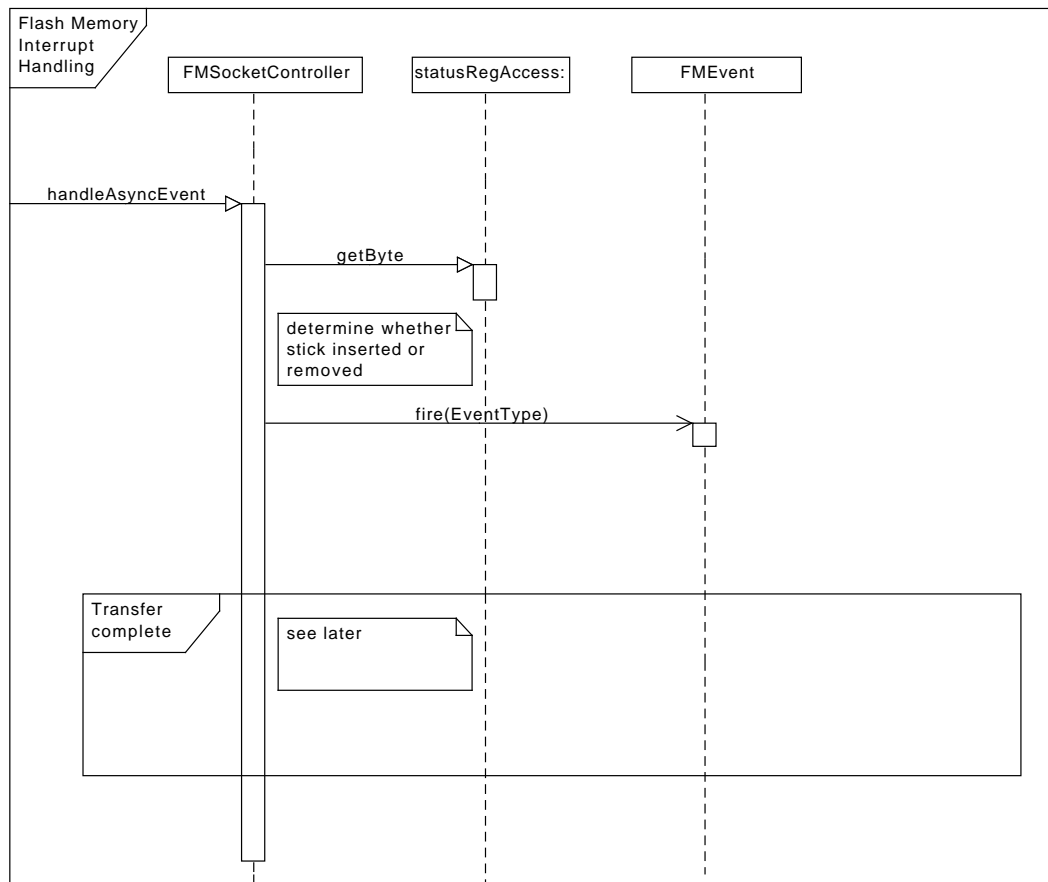 Flash Memory
Interrupt
Handling
FMSocketController
statusRegAccess:
FMEvent
handleAsyncEvent
getByte
determine whether
stick inserted or
removed
fire(EventType)
Transfer
complete
see later